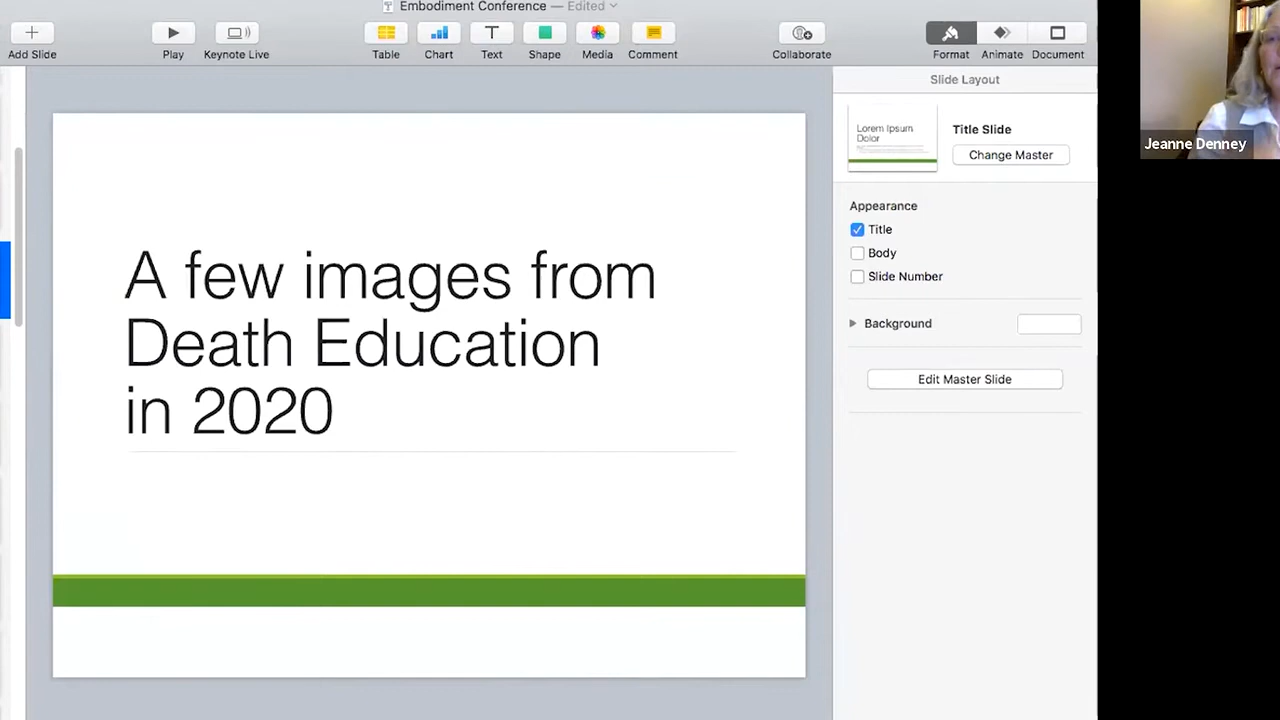 Embodiment Conference — Edited
Add Slide
Play
Keynote Live
Table
Chart
Text
Shape
Media
Comment
Collaborate
Format
Animate
Document
Slide Layout
Lorem Ipsum
Dolor
Title Slide
Change Master
Appearance
Title
Body
Slide Number
Background
Edit Master Slide
A few images from
Death Education
in 2020
Jeanne Denney